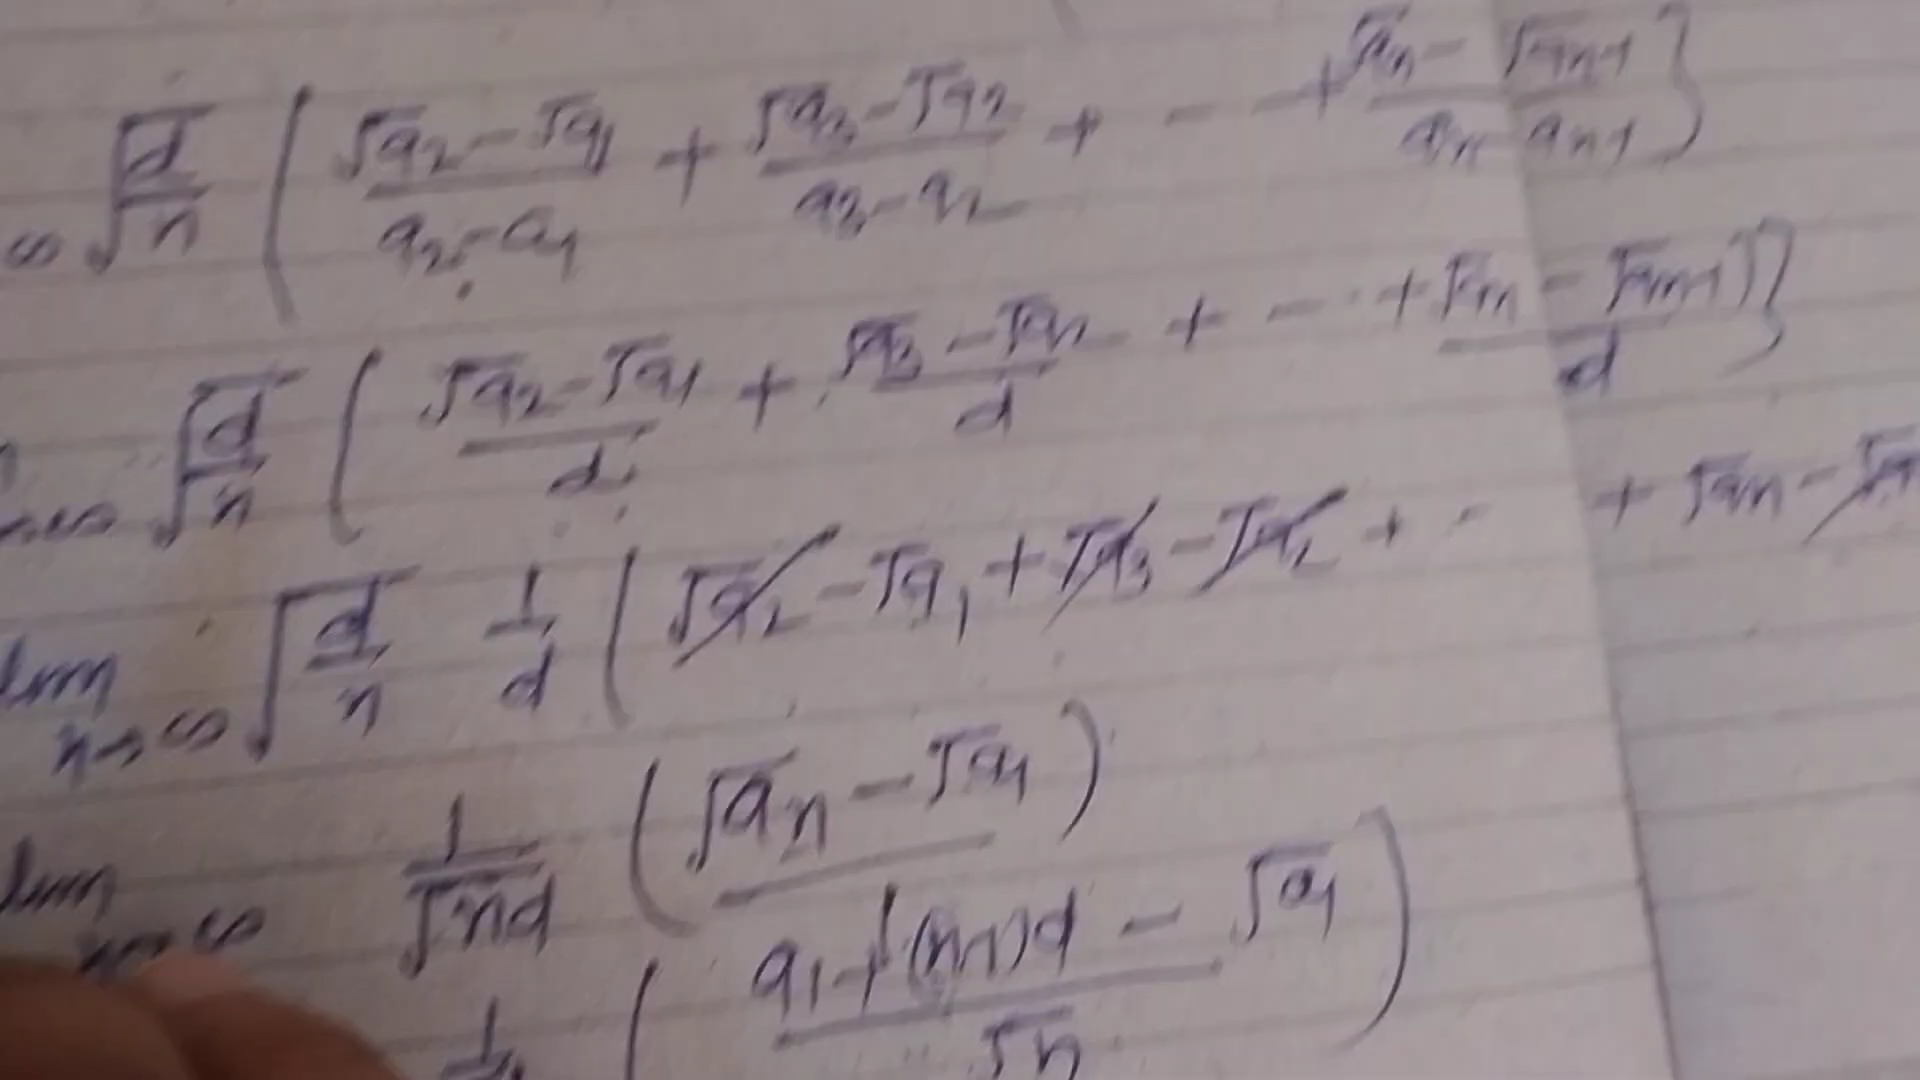 ∞ √(d/n) ( (√a₂ − √a₁)/(a₂ − a₁) + (√a₃ − √a₂)/(a₃ − a₂) + - - + (√aₙ − √aₙ₋₁)/(aₙ aₙ₋₁) }
→∞ √(d/n) ( (√a₂ − √a₁)/d + (√a₃ − √a₂)/d + - · + (√aₙ − √aₙ₋₁)/d }
lim n→∞ √(d/n) 1/d ( √a₂ − √a₁ + √a₃ − √a₂ + - + √aₙ −
lim n→∞ 1/√nd ( √aₙ − √a₁ )
( (a₁ + (n-1)d − √a₁)/√n )